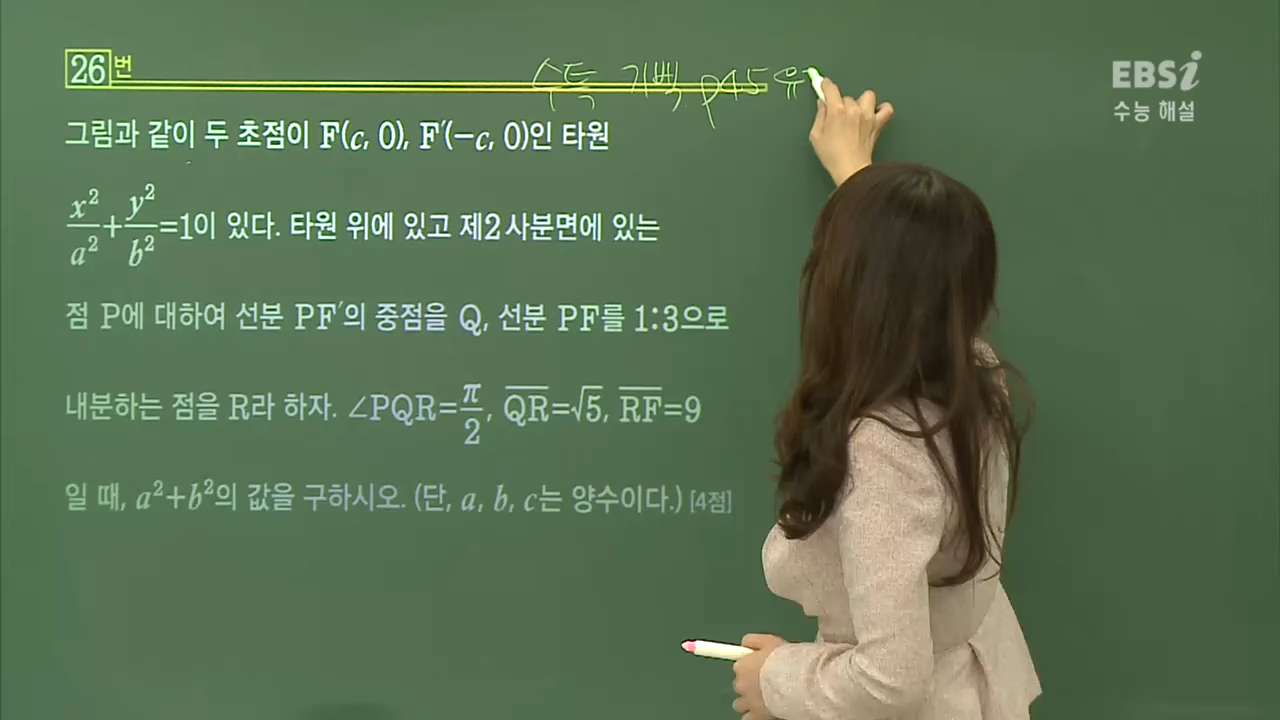 26번
수특 기벡 p45 유
EBSi
수능 해설
그림과 같이 두 초점이 F(c, 0), F′(−c, 0)인 타원
x²/a²+y²/b²=1이 있다. 타원 위에 있고 제2사분면에 있는
점 P에 대하여 선분 PF′의 중점을 Q, 선분 PF를 1:3으로
내분하는 점을 R라 하자. ∠PQR=π/2, Q̅R̅=√5, R̅F̅=9
일 때, a²+b²의 값을 구하시오. (단, a, b, c는 양수이다.) [4점]